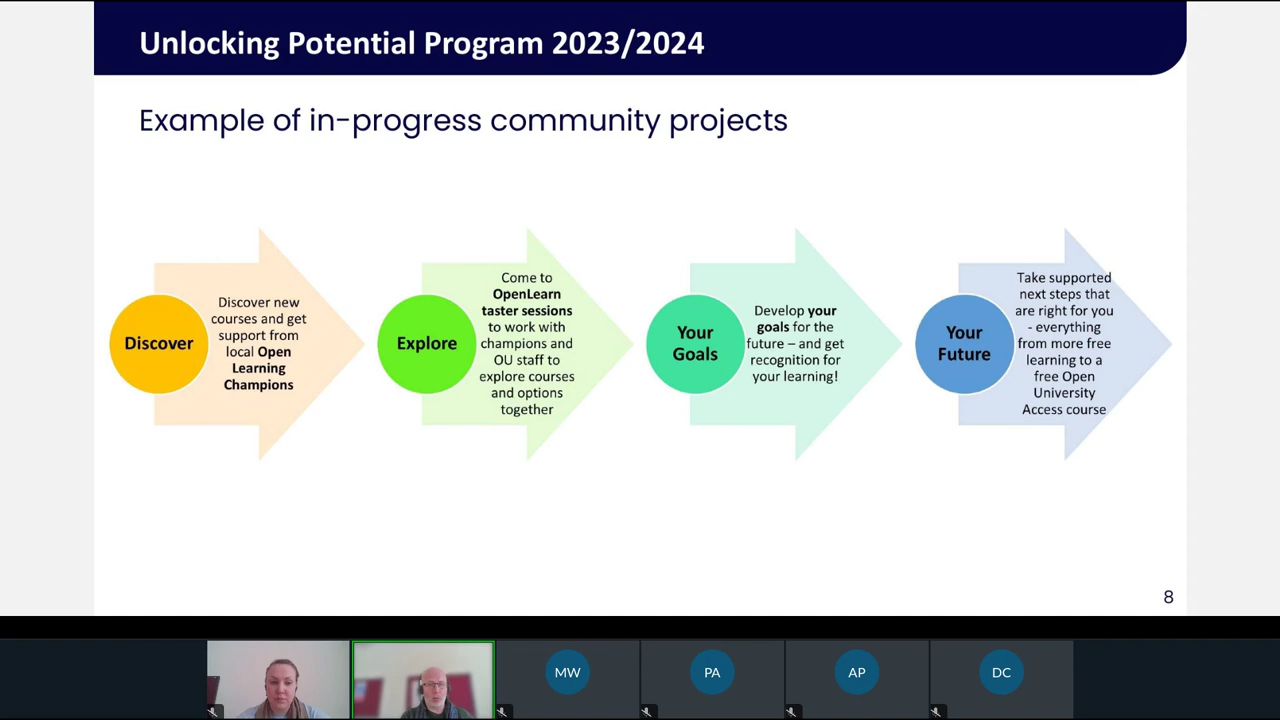 Unlocking Potential Program 2023/2024
Example of in-progress community projects
Discover
Discover new
courses and get
support from
local Open
Learning
Champions
Explore
Come to
OpenLearn
taster sessions
to work with
champions and
OU staff to
explore courses
and options
together
Your
Goals
Develop your
goals for the
future – and get
recognition for
your learning!
Your
Future
Take supported
next steps that
are right for you
- everything
from more free
learning to a
free Open
University
Access course
8
MW
PA
AP
DC